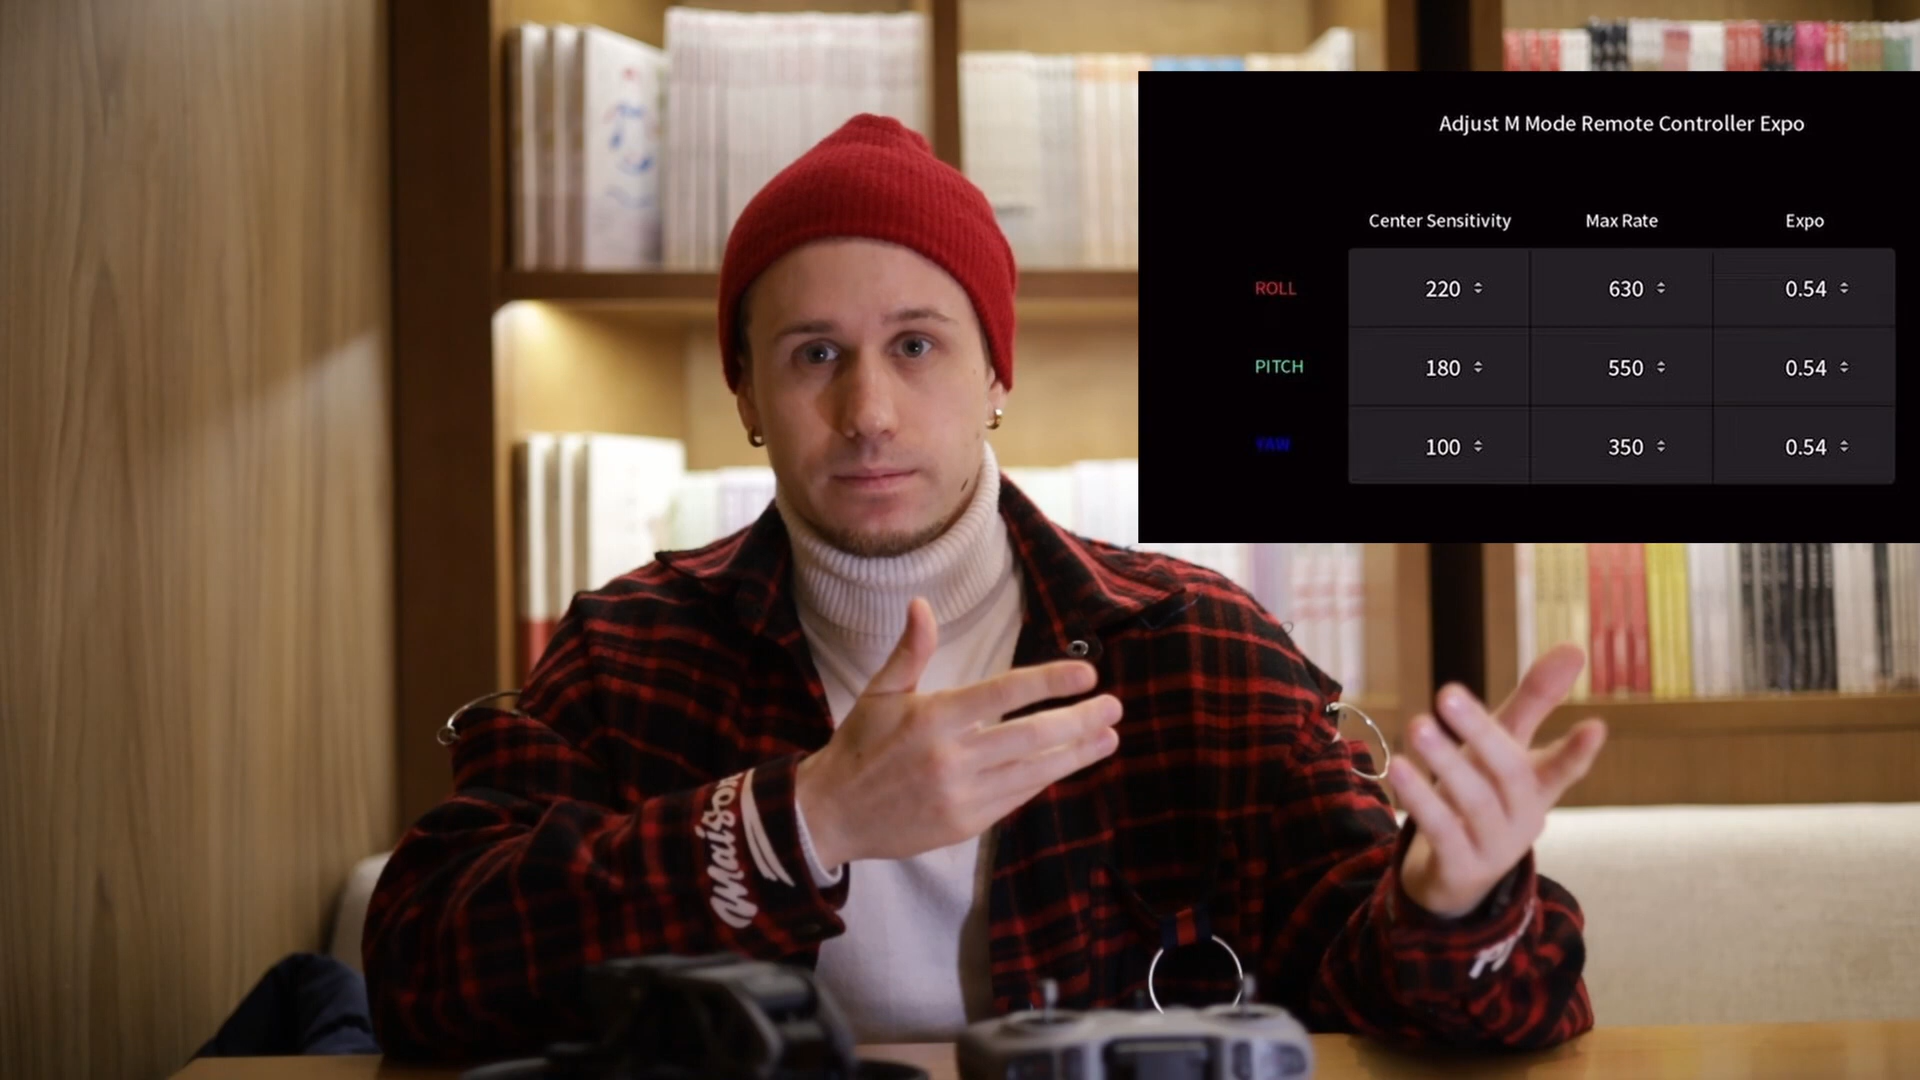 Adjust M Mode Remote Controller Expo
Center Sensitivity Max Rate Expo
ROLL 220 630 0.54
PITCH 180 550 0.54
YAW 100 350 0.54
Maison